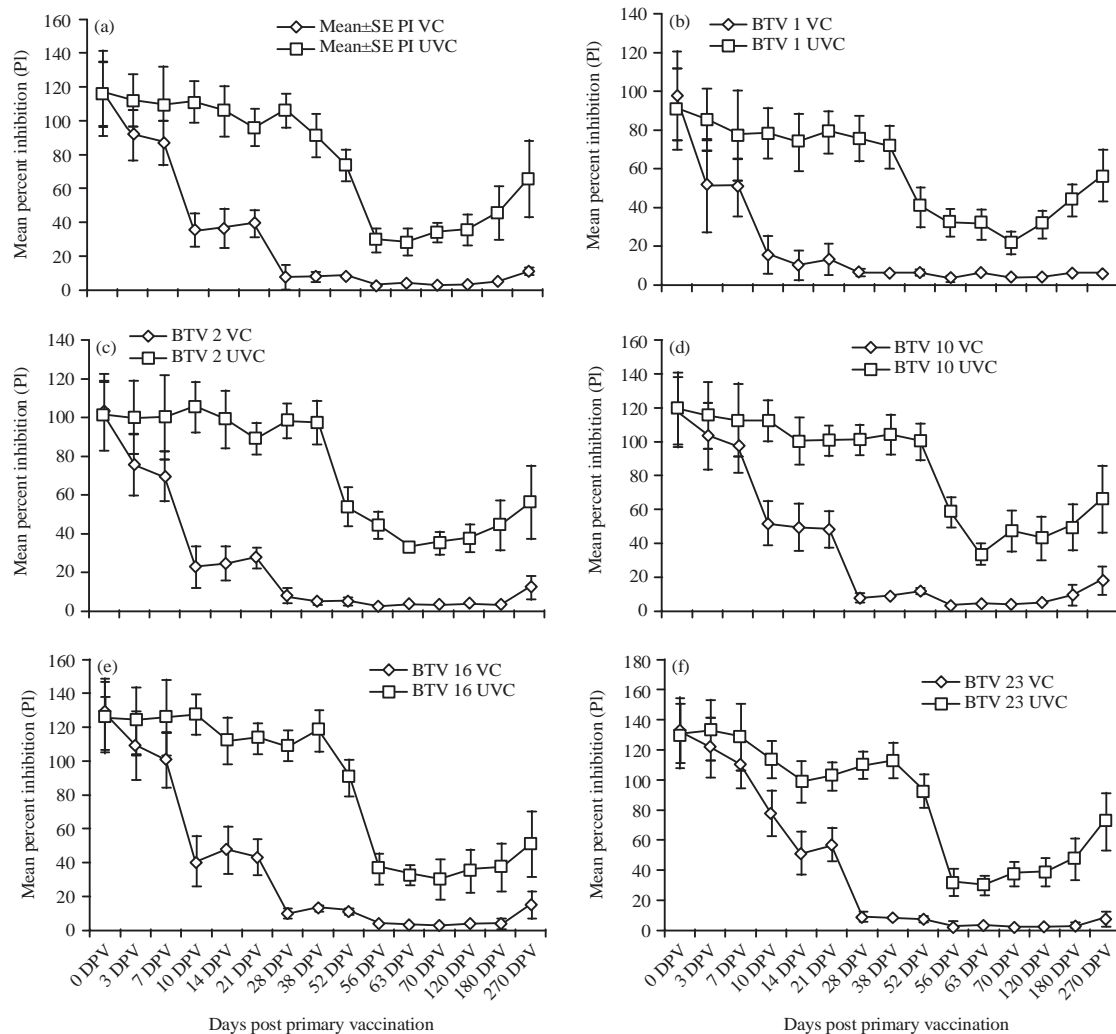 (a)
Mean±SE PI VC
Mean±SE PI UVC
Mean percent inhibition (PI)
160
140
120
100
80
60
40
20
0
(b)
BTV 1 VC
BTV 1 UVC
Mean percent inhibition (PI)
140
120
100
80
60
40
20
0
(c)
BTV 2 VC
BTV 2 UVC
Mean percent inhibition (PI)
140
120
100
80
60
40
20
0
(d)
BTV 10 VC
BTV 10 UVC
Mean percent inhibition (PI)
160
140
120
100
80
60
40
20
0
(e)
BTV 16 VC
BTV 16 UVC
Mean percent inhibition (PI)
160
140
120
100
80
60
40
20
0
0 DPV
3 DPV
7 DPV
10 DPV
14 DPV
21 DPV
28 DPV
38 DPV
52 DPV
56 DPV
63 DPV
70 DPV
120 DPV
180 DPV
270 DPV
Days post primary vaccination
(f)
BTV 23 VC
BTV 23 UVC
Mean percent inhibition (PI)
180
160
140
120
100
80
60
40
20
0
0 DPV
3 DPV
7 DPV
10 DPV
14 DPV
21 DPV
28 DPV
38 DPV
52 DPV
56 DPV
63 DPV
70 DPV
120 DPV
180 DPV
270 DPV
Days post primary vaccination